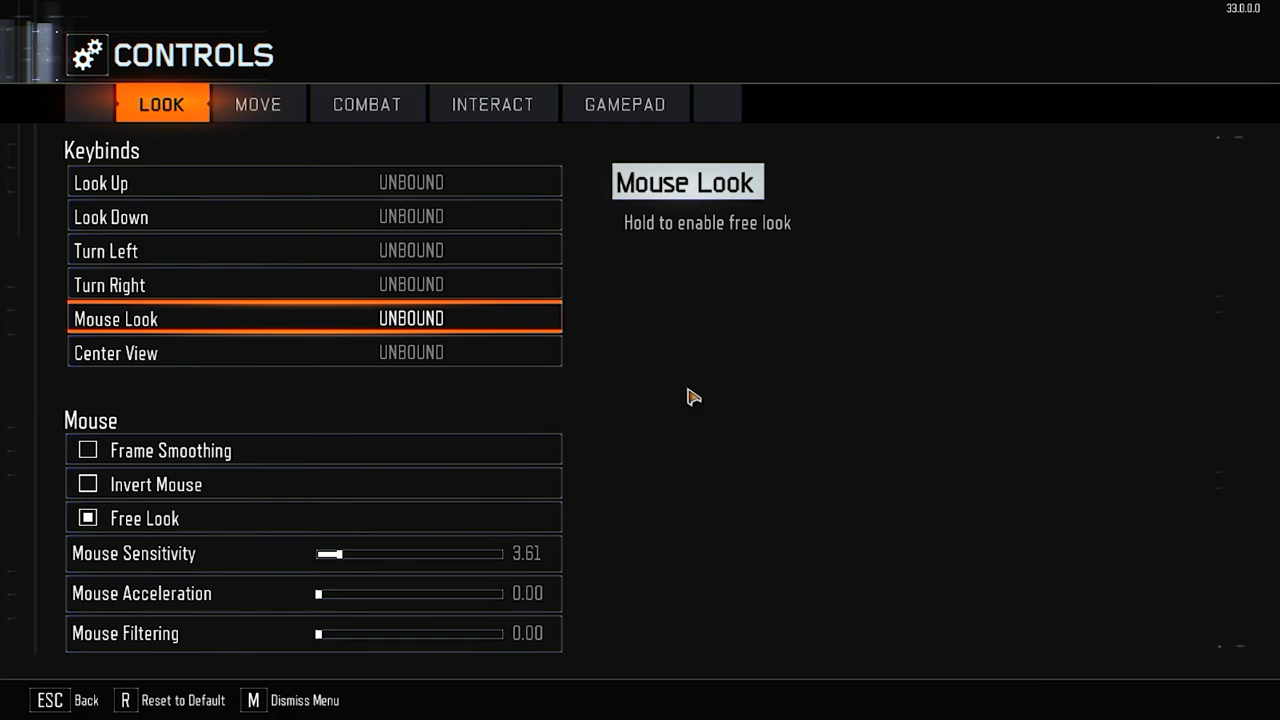 33.0.0.0
CONTROLS
LOOK MOVE COMBAT INTERACT GAMEPAD
Keybinds
Look Up UNBOUND
Look Down UNBOUND
Turn Left UNBOUND
Turn Right UNBOUND
Mouse Look UNBOUND
Center View UNBOUND
Mouse Look
Hold to enable free look
Mouse
Frame Smoothing
Invert Mouse
Free Look
Mouse Sensitivity 3.61
Mouse Acceleration 0.00
Mouse Filtering 0.00
ESC Back R Reset to Default M Dismiss Menu